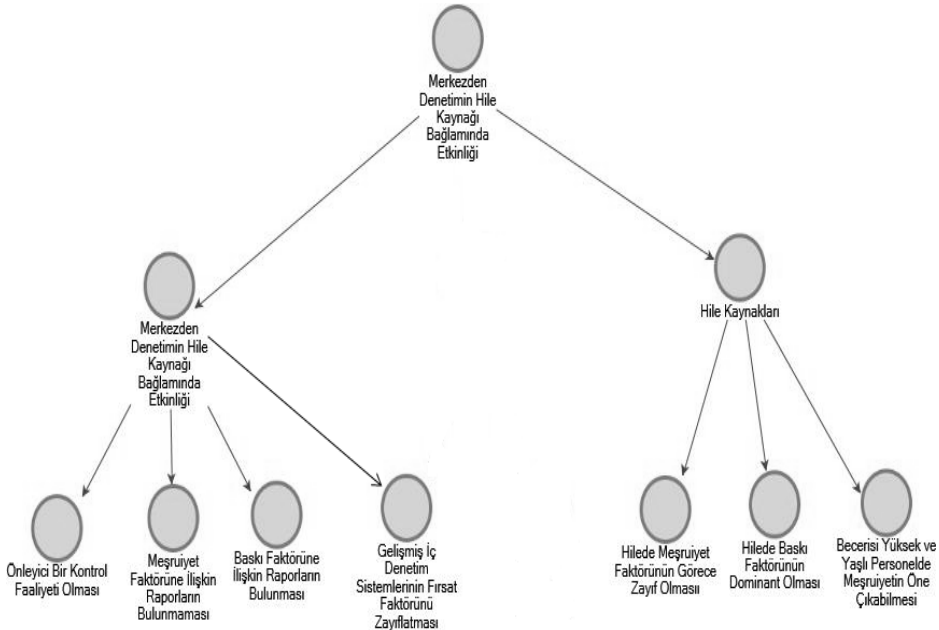 Merkezden
Denetimin Hile
Kaynağı
Bağlamında
Etkinliği
Merkezden
Denetimin Hile
Kaynağı
Bağlamında
Etkinliği
Hile Kaynakları
Önleyici Bir Kontrol
Faaliyeti Olması
Meşruiyet
Faktörüne İlişkin
Raporların
Bulunmaması
Baskı Faktörüne
İlişkin Raporların
Bulunması
Gelişmiş İç
Denetim
Sistemlerinin Fırsat
Faktörünü
Zayıflatması
Hilede Meşruiyet
Faktörünün Görece
Zayıf Olmasıı
Hilede Baskı
Faktörünün
Dominant Olması
Becerisi Yüksek ve
Yaşlı Personelde
Meşruiyetin Öne
Çıkabilmesi